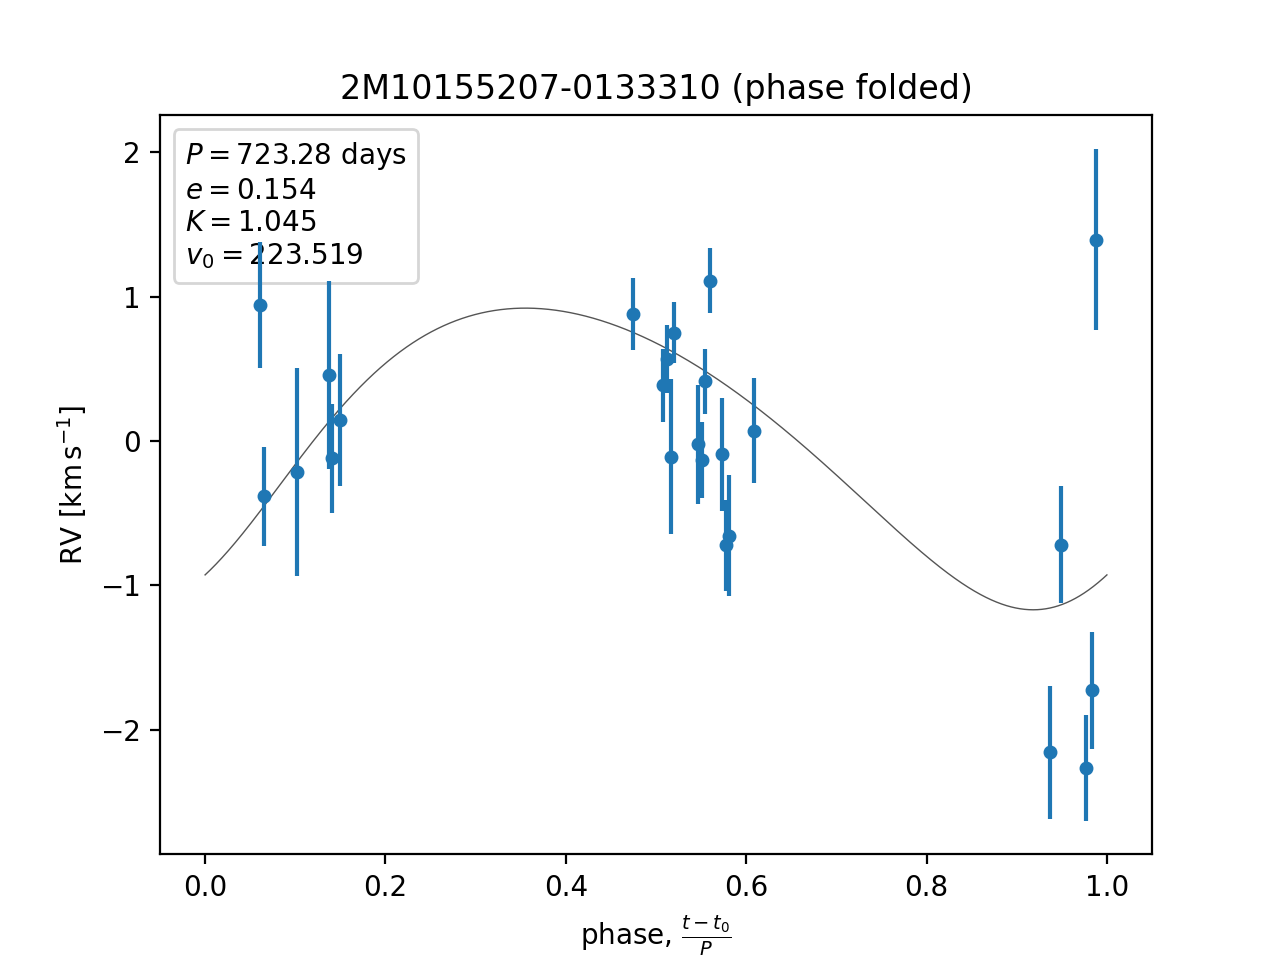 2M10155207-0133310 (phase folded)
P = 723.28 days
e = 0.154
K = 1.045
v₀ = 223.519
2
1
0
−1
−2
RV [km s⁻¹]
0.0 0.2 0.4 0.6 0.8 1.0
phase, (t − t₀)/P